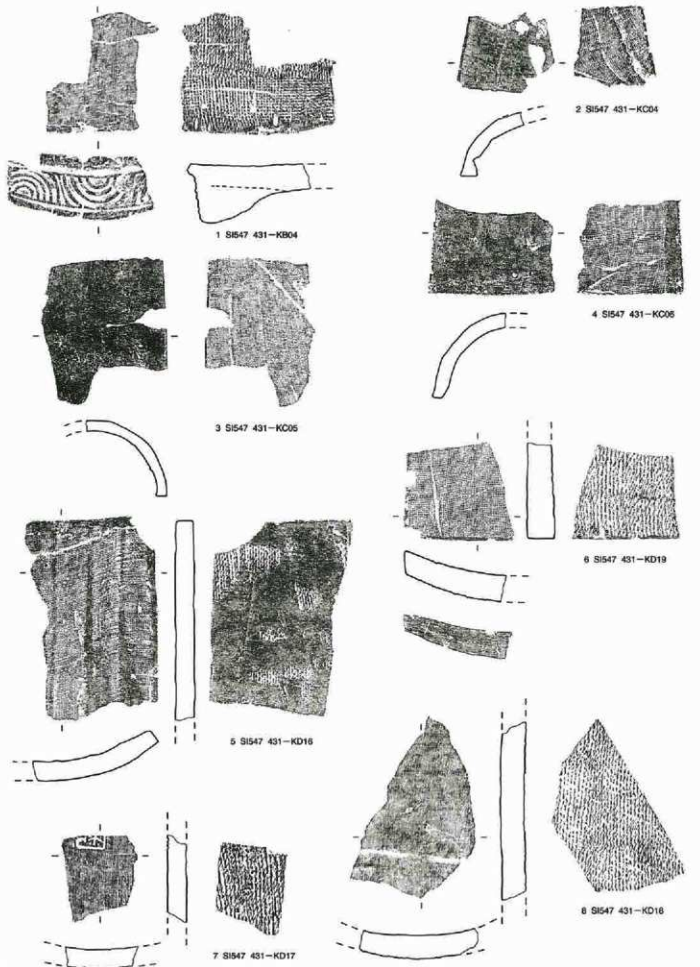 1 SI547 431-KB04
2 SI547 431-KC04
3 SI547 431-KC05
4 SI547 431-KC06
5 SI547 431-KD16
6 SI547 431-KD19
7 SI547 431-KD17
8 SI547 431-KD18